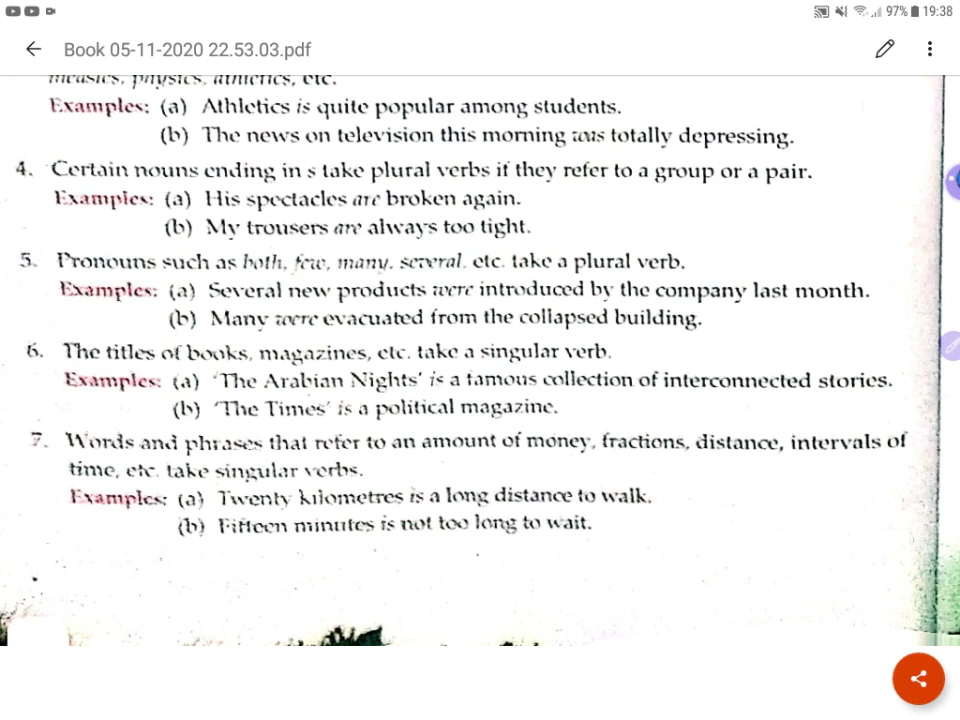 97% 19:38
Book 05-11-2020 22.53.03.pdf
measles, physics, athletics, etc.
Examples: (a) Athletics is quite popular among students.
(b) The news on television this morning was totally depressing.
4. Certain nouns ending in s take plural verbs if they refer to a group or a pair.
Examples: (a) His spectacles are broken again.
(b) My trousers are always too tight.
5. Pronouns such as both, few, many, several, etc. take a plural verb.
Examples: (a) Several new products were introduced by the company last month.
(b) Many were evacuated from the collapsed building.
6. The titles of books, magazines, etc. take a singular verb.
Examples: (a) 'The Arabian Nights' is a famous collection of interconnected stories.
(b) 'The Times' is a political magazine.
7. Words and phrases that refer to an amount of money, fractions, distance, intervals of
time, etc. take singular verbs.
Examples: (a) Twenty kilometres is a long distance to walk.
(b) Fifteen minutes is not too long to wait.